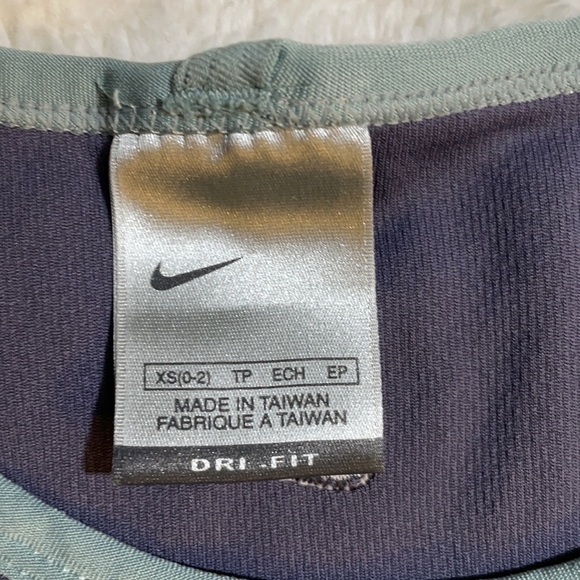 XS(0-2) TP ECH EP
MADE IN TAIWAN
FABRIQUE A TAIWAN
DRI-FIT